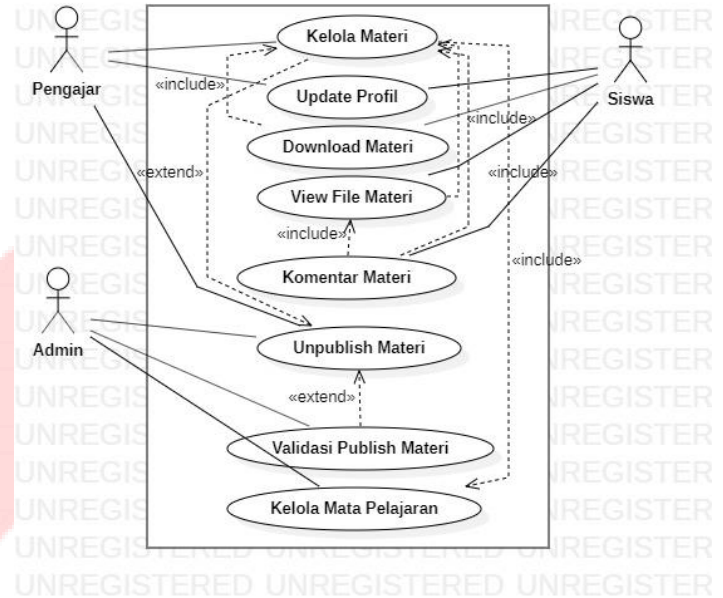 Kelola Materi
Pengajar
Siswa
«include»
Update Profil
«include»
Download Materi
«extend»
«include»
View File Materi
«include»
Komentar Materi
«include»
Admin
Unpublish Materi
«extend»
Validasi Publish Materi
Kelola Mata Pelajaran
UNREGISTERED UNREGISTERED UNREGISTER